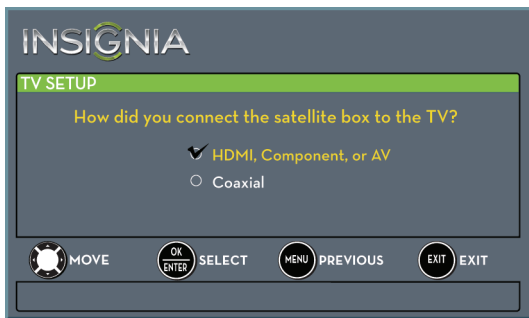 INSIGNIA
TV SETUP
How did you connect the satellite box to the TV?
HDMI, Component, or AV
Coaxial
MOVE OK ENTER SELECT MENU PREVIOUS EXIT EXIT